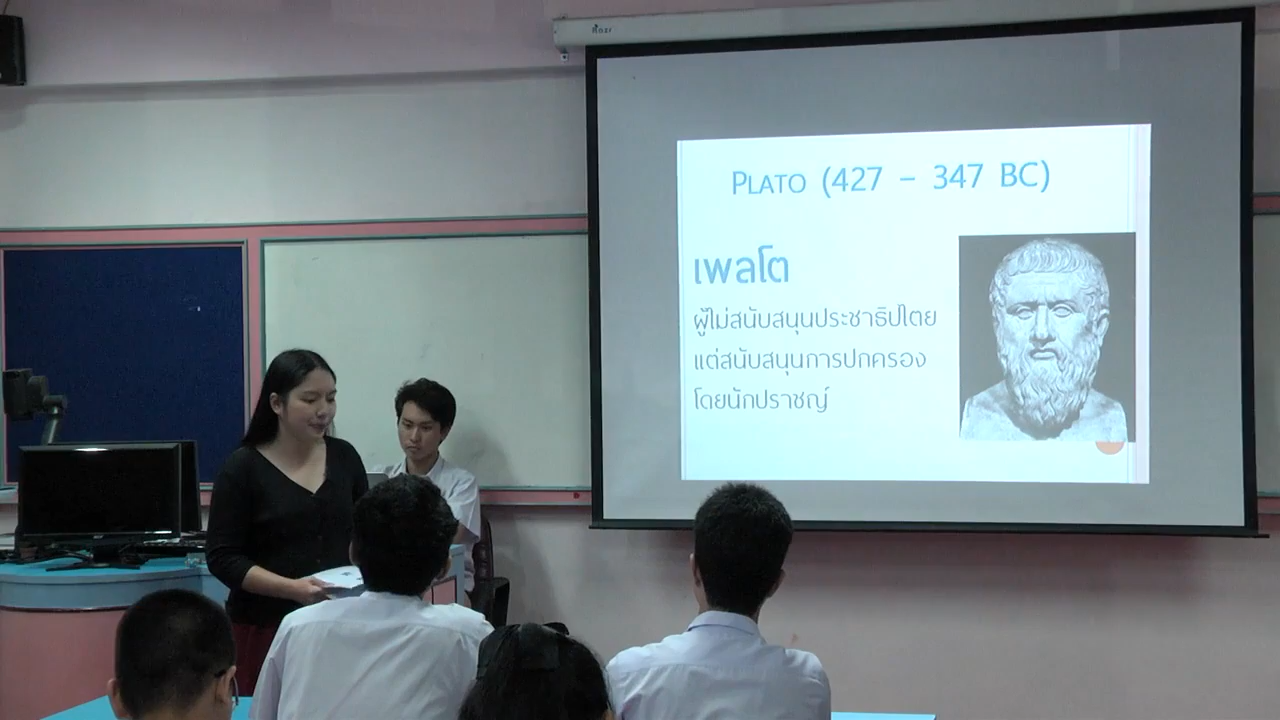 PLATO (427 – 347 BC)
เพลโต
ผู้ไม่สนับสนุนประชาธิปไตย
แต่สนับสนุนการปกครอง
โดยนักปราชญ์